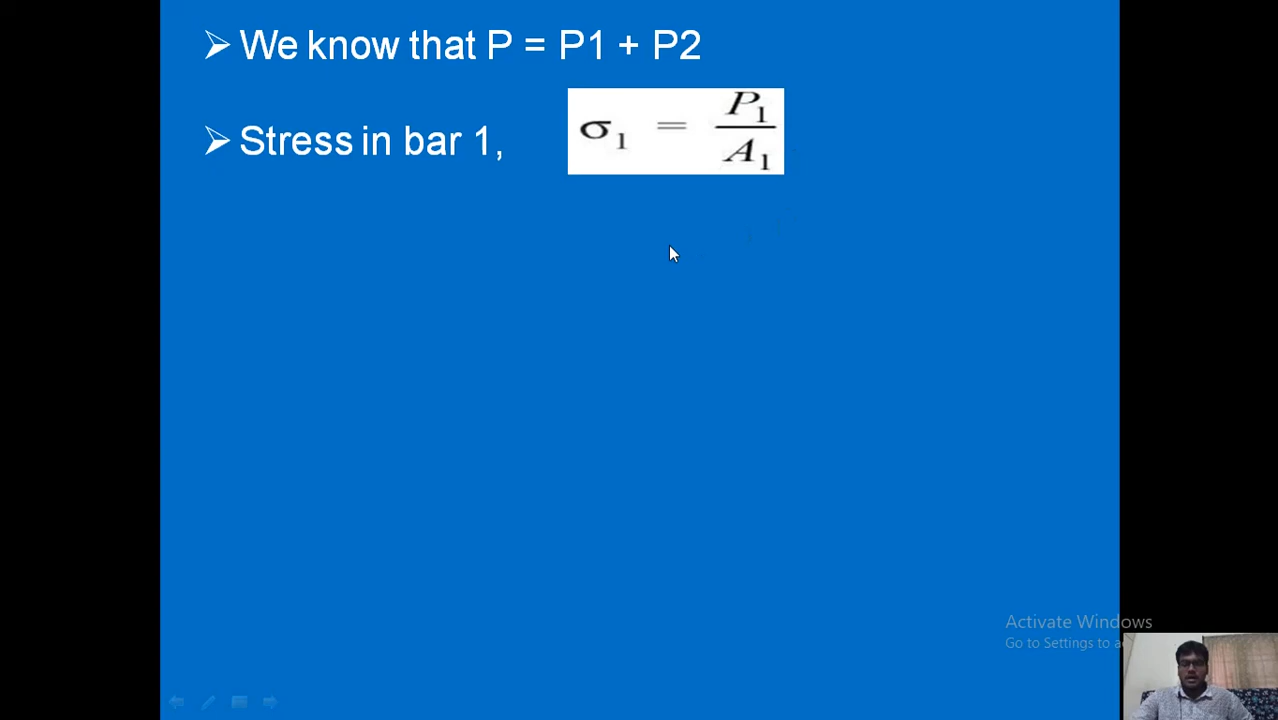 ➢ We know that P = P1 + P2
➢ Stress in bar 1, σ₁ = P₁ / A₁
Activate Windows
Go to Settings to a